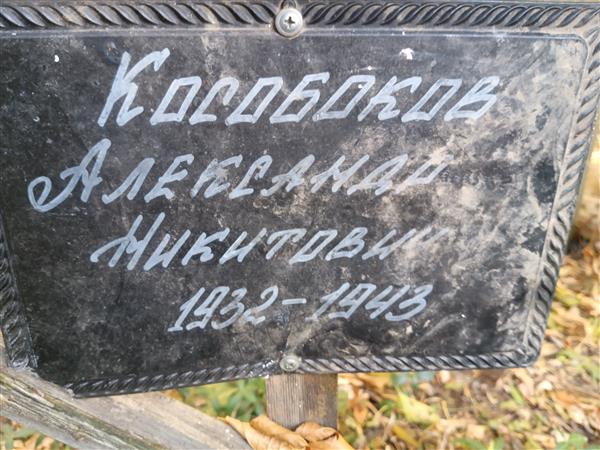 Кособоков
Александр
Никитович
1932-1943